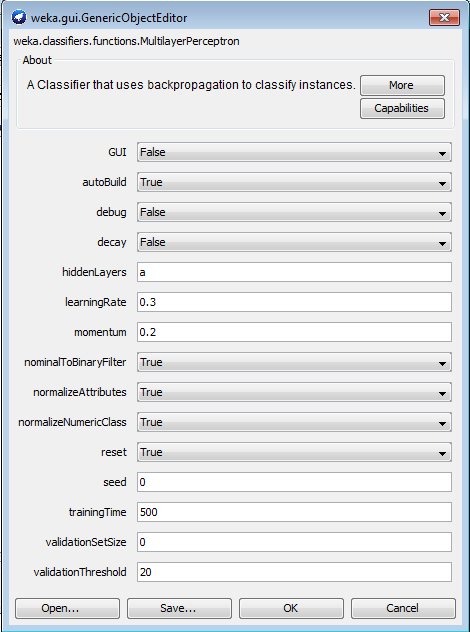 weka.gui.GenericObjectEditor
weka.classifiers.functions.MultilayerPerceptron
About
A Classifier that uses backpropagation to classify instances. More
Capabilities
GUI False
autoBuild True
debug False
decay False
hiddenLayers a
learningRate 0.3
momentum 0.2
nominalToBinaryFilter True
normalizeAttributes True
normalizeNumericClass True
reset True
seed 0
trainingTime 500
validationSetSize 0
validationThreshold 20
Open... Save... OK Cancel